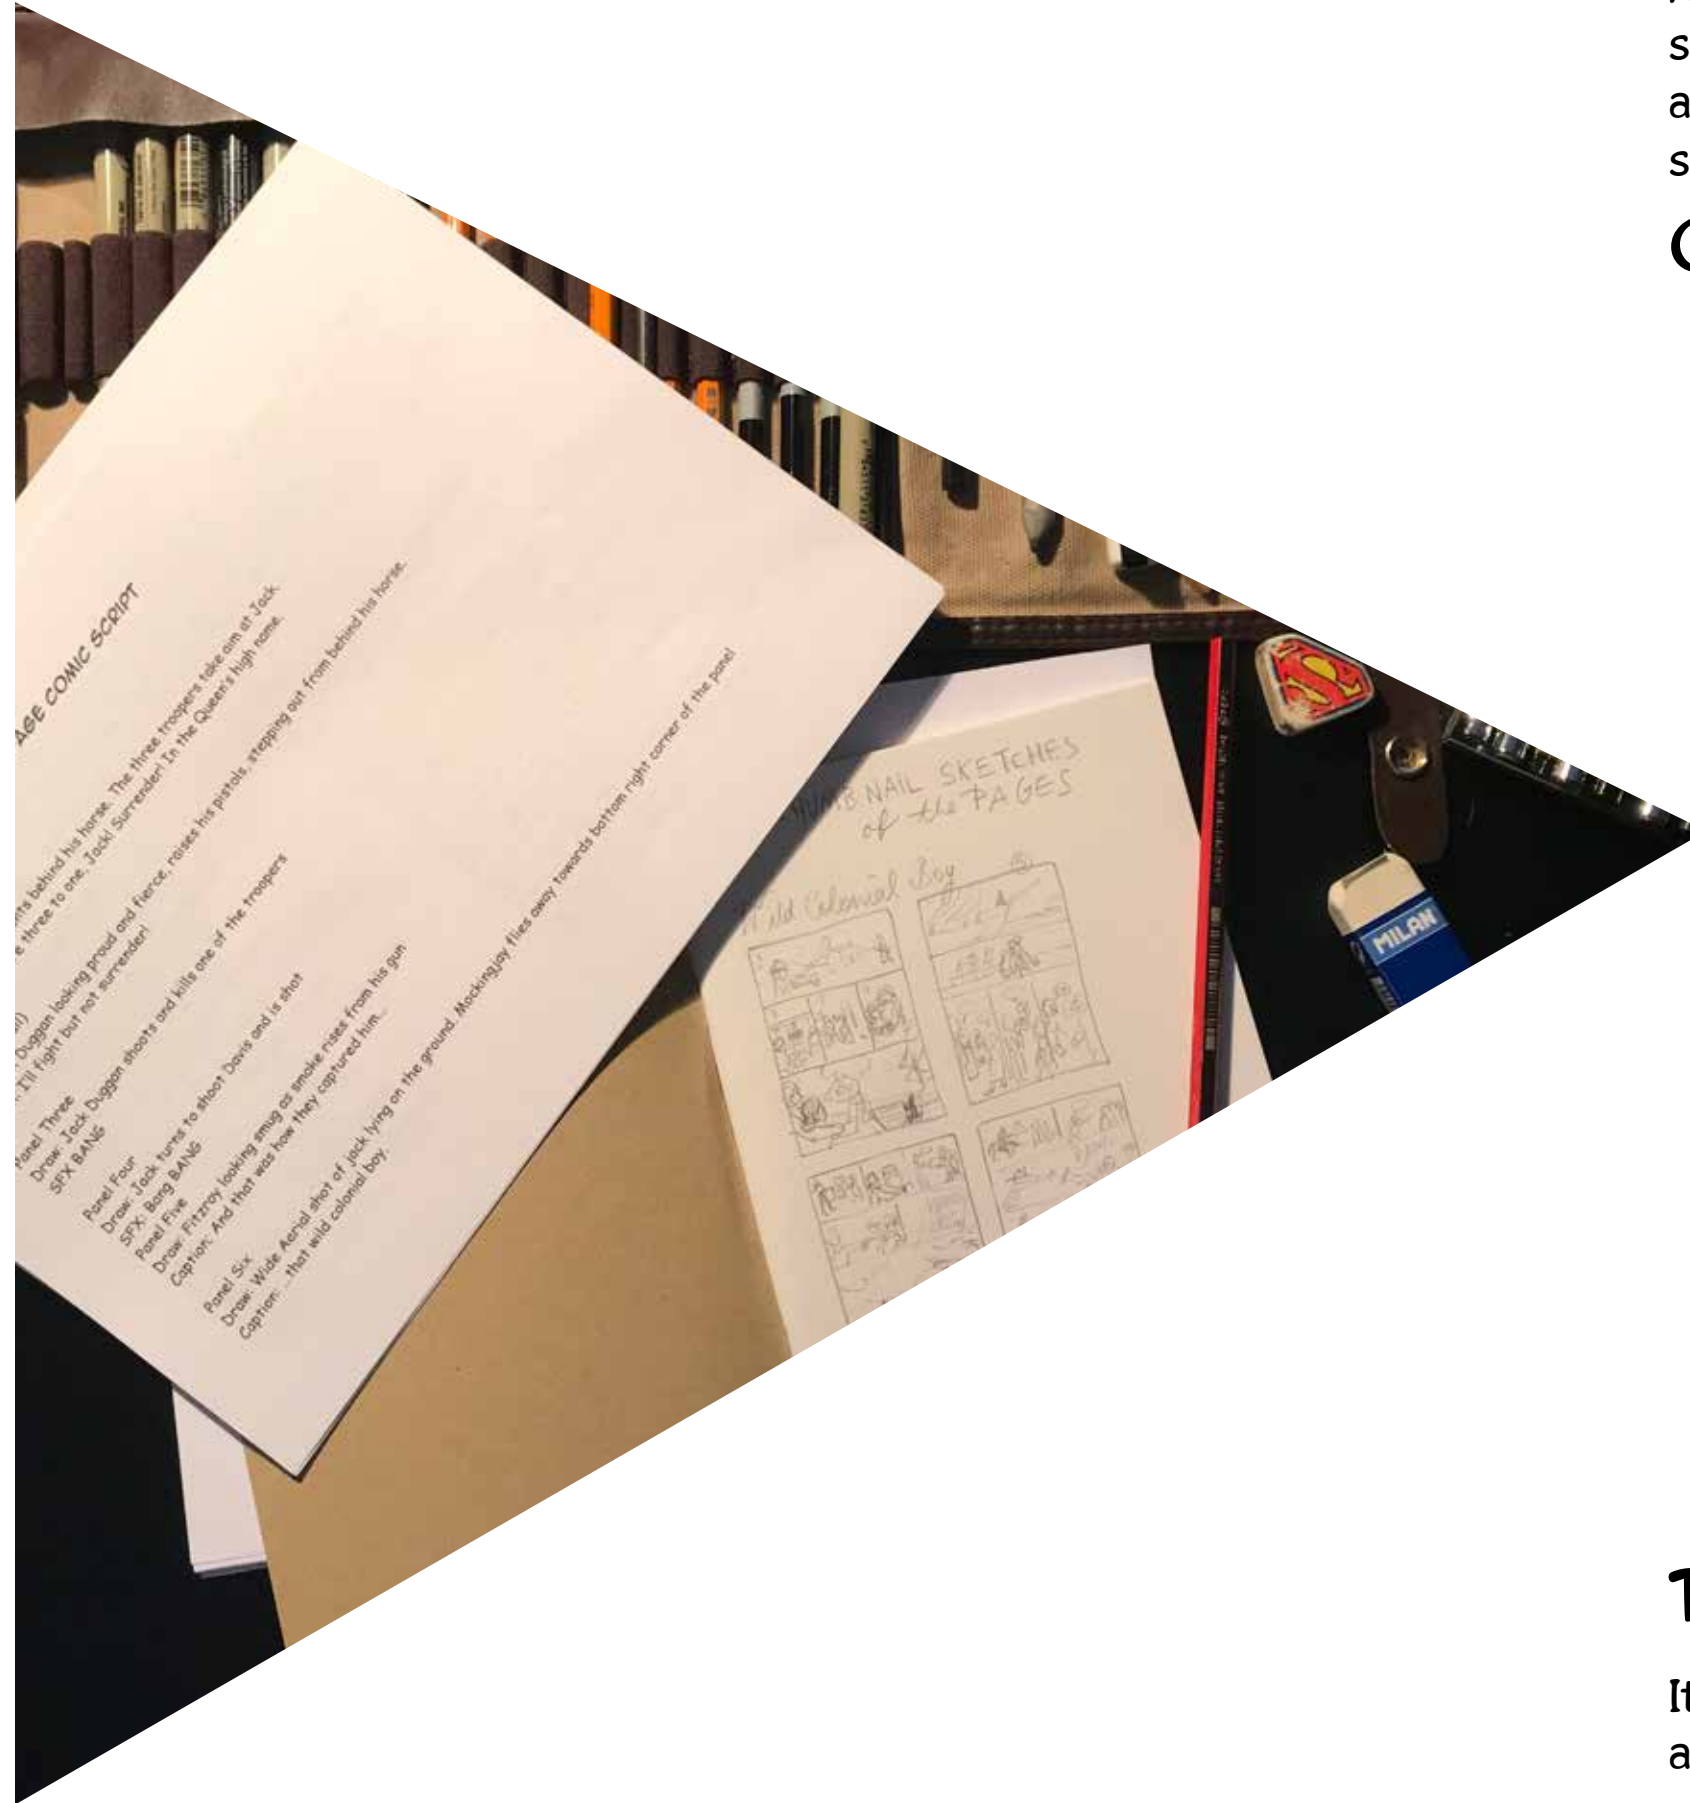 AGE COMIC SCRIPT
ts behind his horse. The three troopers take aim at Jack
e three to one, Jack! Surrender! In the Queen's high name.
Duggan looking proud and fierce, raises his pistols, stepping out from behind his horse.
I'll fight but not surrender!
Panel Three
Draw: Jack Duggan shoots and kills one of the troopers
SFX BANG
Panel Four
Draw: Jack turns to shoot Davis and is shot
SFX: Bang BANG
Panel Five
Draw: Fitzroy looking smug as smoke rises from his gun
Caption: And that was how they captured him...
Panel Six
Draw: Wide Aerial shot of jack lying on the ground. Mockingjay flies away towards bottom right corner of the panel
Caption: ...that wild colonial boy.
HUMB NAIL SKETCHES
of the PAGES
Wild Colonial Boy
MILAN
s
a
s
1
It
a